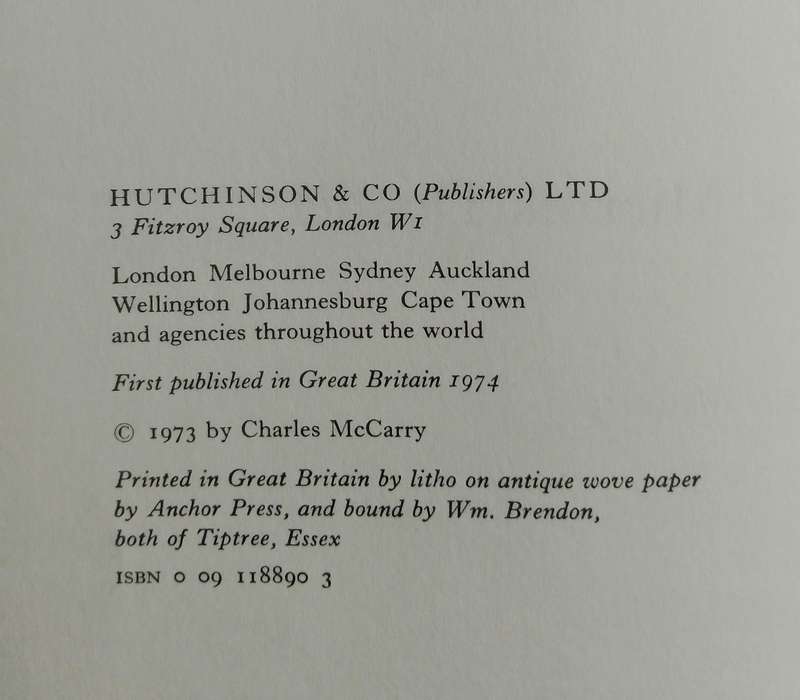 HUTCHINSON & CO (Publishers) LTD
3 Fitzroy Square, London W1
London Melbourne Sydney Auckland
Wellington Johannesburg Cape Town
and agencies throughout the world
First published in Great Britain 1974
© 1973 by Charles McCarry
Printed in Great Britain by litho on antique wove paper
by Anchor Press, and bound by Wm. Brendon,
both of Tiptree, Essex
ISBN 0 09 118890 3